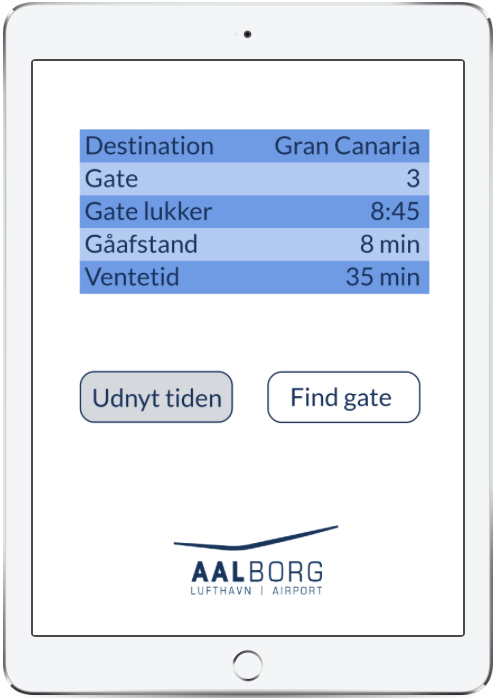 Destination Gran Canaria
Gate 3
Gate lukker 8:45
Gåafstand 8 min
Ventetid 35 min
Udnyt tiden Find gate
AALBORG
LUFTHAVN | AIRPORT